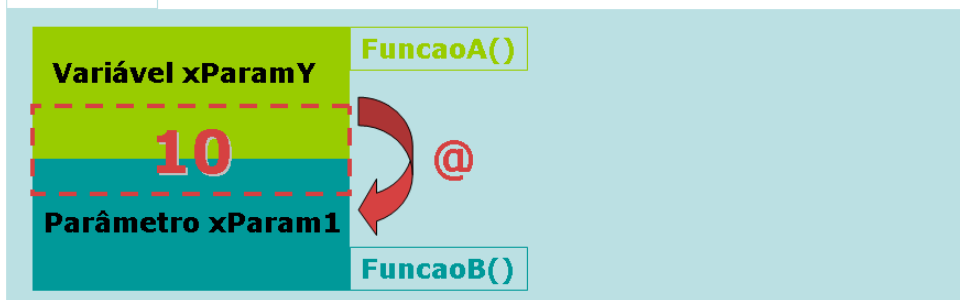 FuncaoA()
Variável xParamY
10
@
Parâmetro xParam1
FuncaoB()